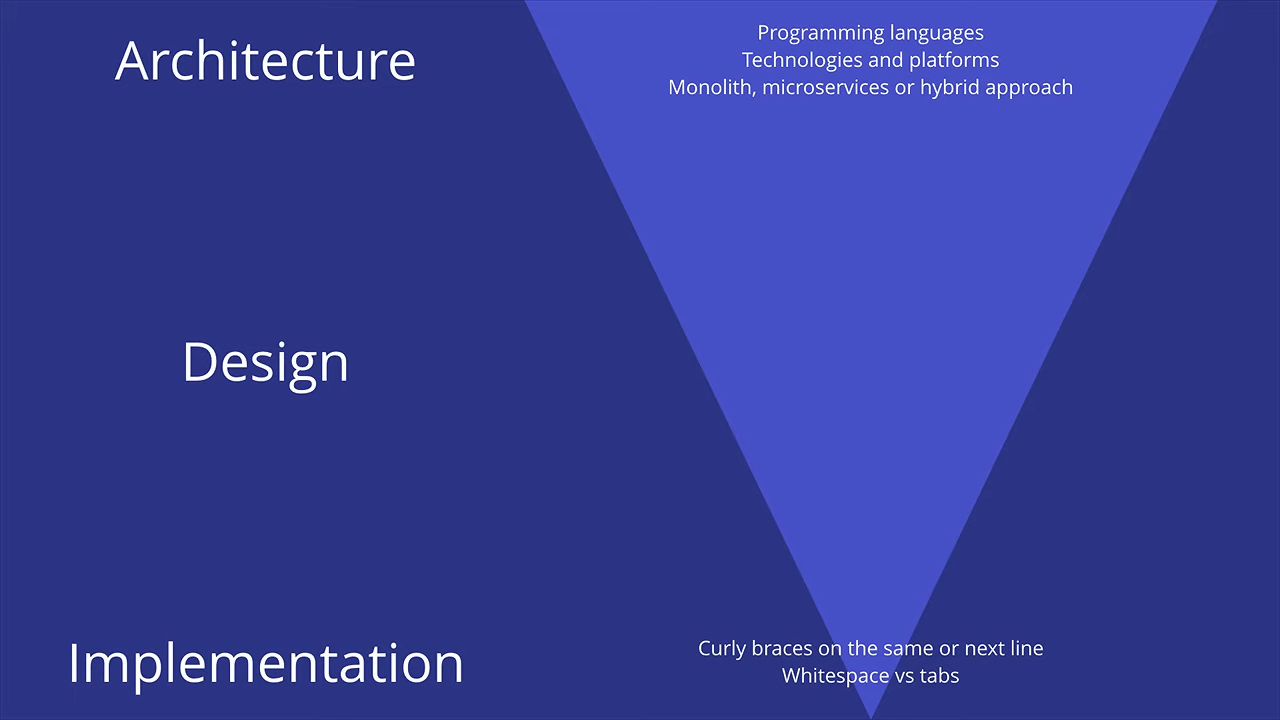 Architecture
Programming languages
Technologies and platforms
Monolith, microservices or hybrid approach
Design
Implementation
Curly braces on the same or next line
Whitespace vs tabs